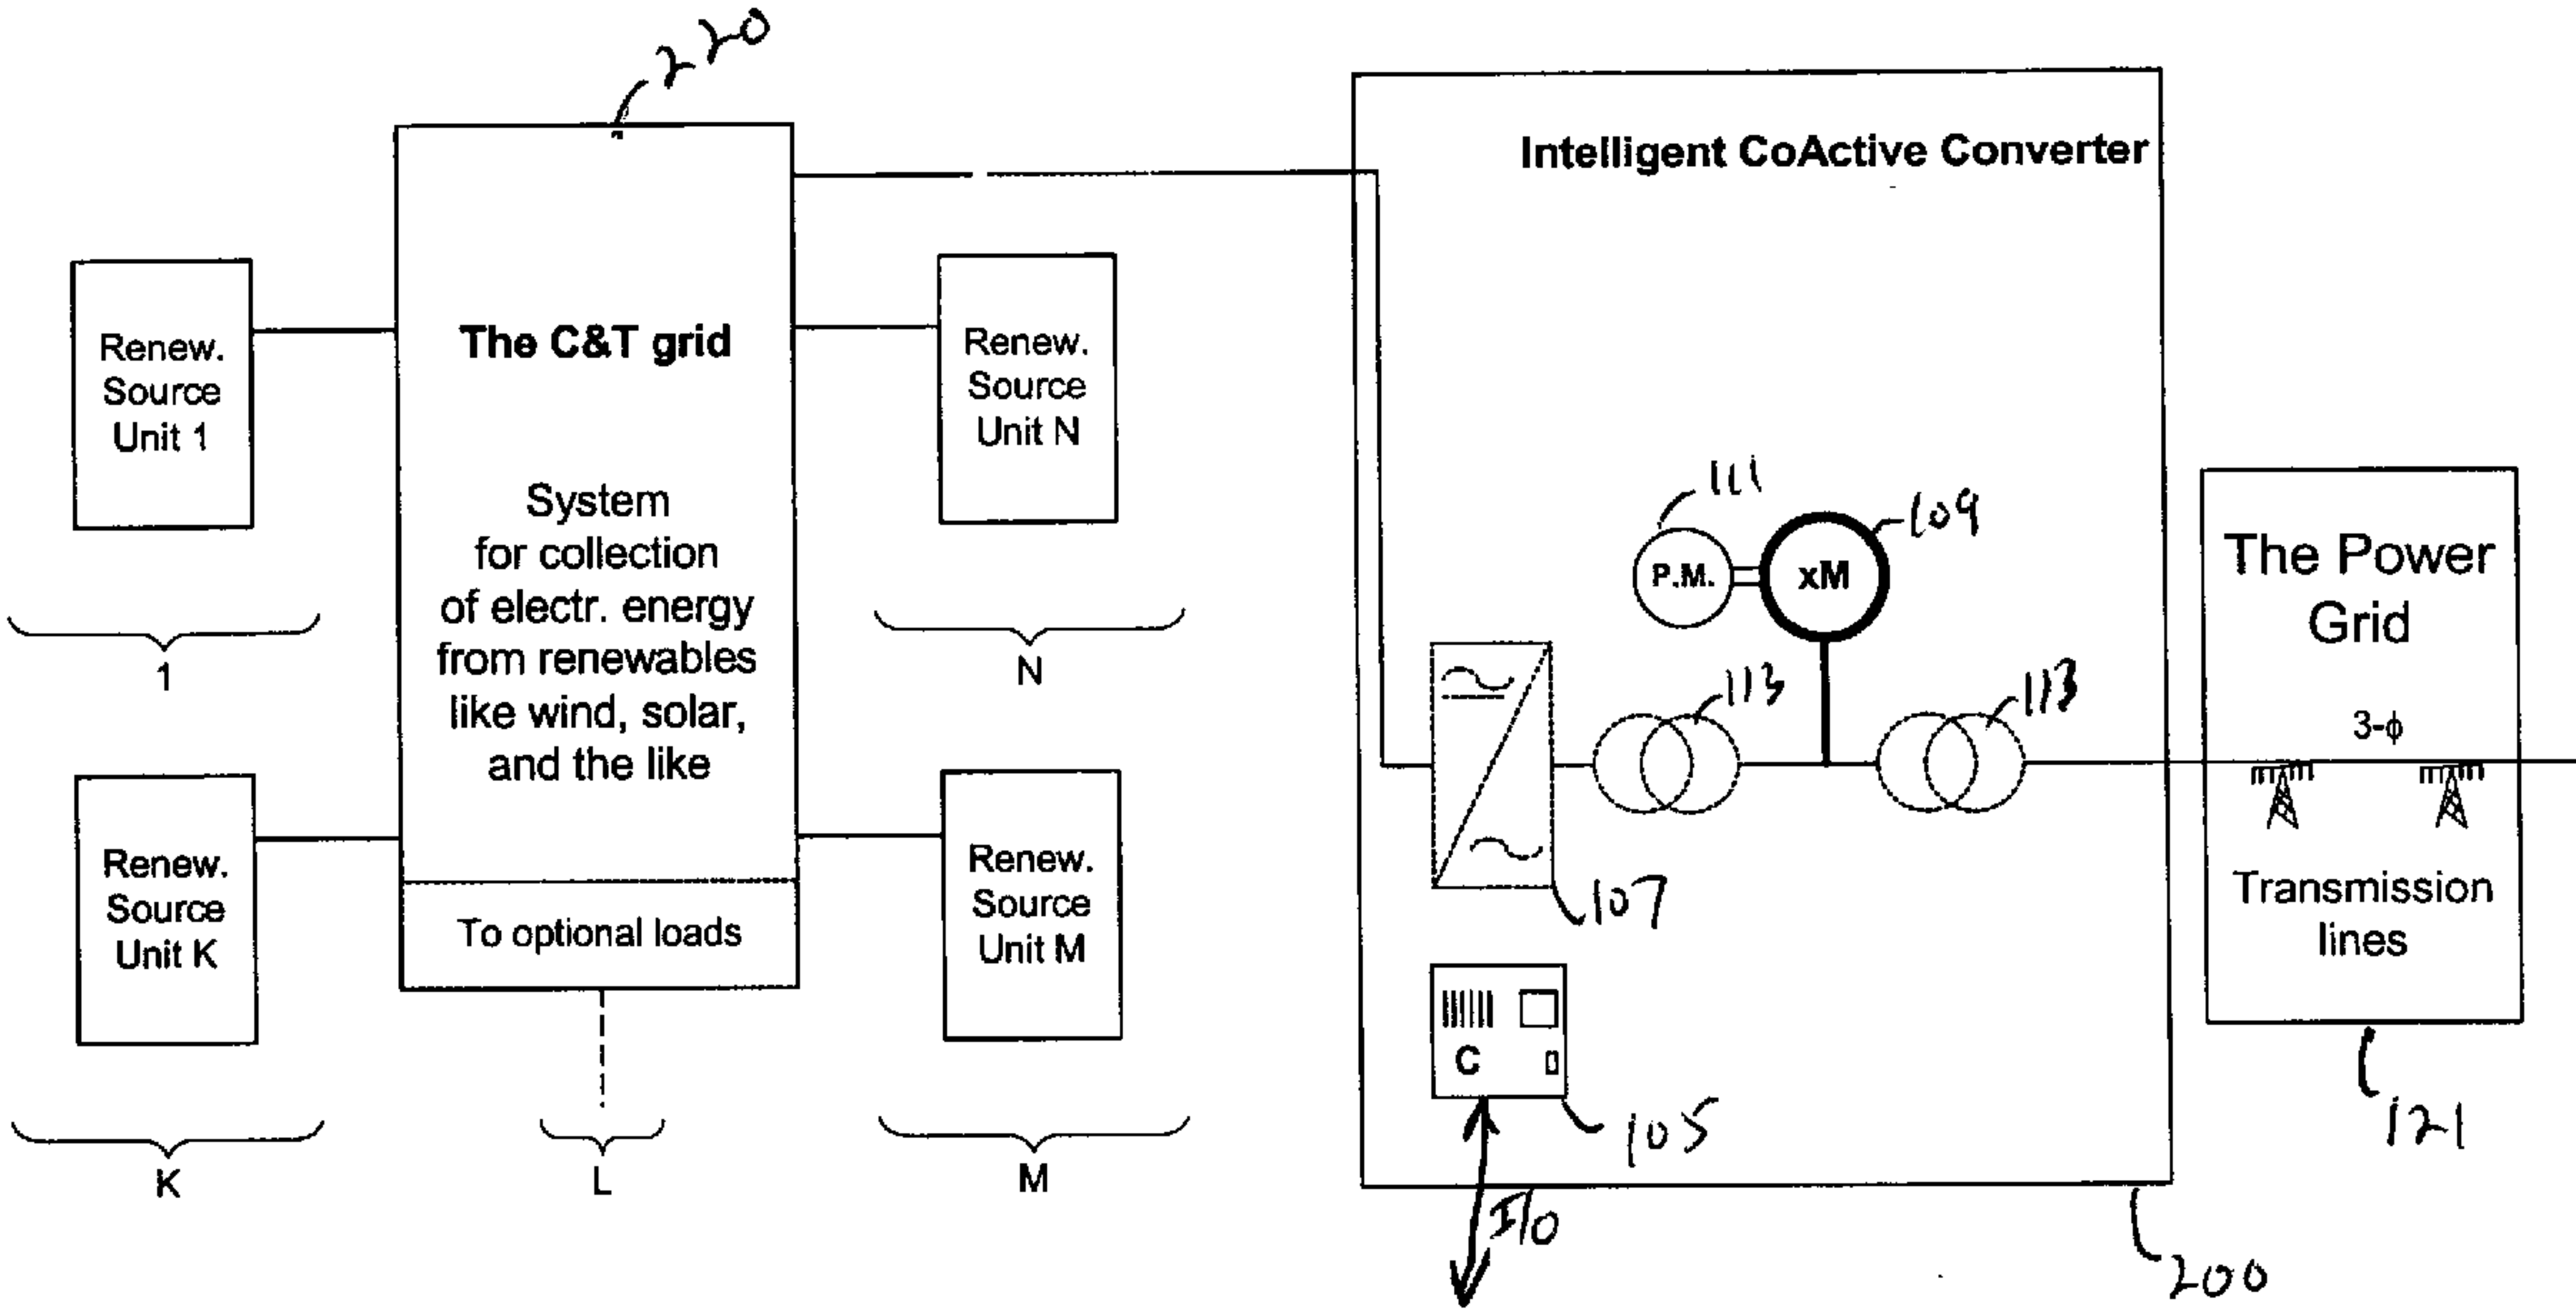 220
Intelligent CoActive Converter
Renew.
Source
Unit 1
1
The C&T grid
System
for collection
of electr. energy
from renewables
like wind, solar,
and the like
To optional loads
L
Renew.
Source
Unit N
N
Renew.
Source
Unit K
K
Renew.
Source
Unit M
M
111
109
P.M.
xM
113
113
107
C
105
I/O
200
The Power
Grid
3-ϕ
Transmission
lines
121